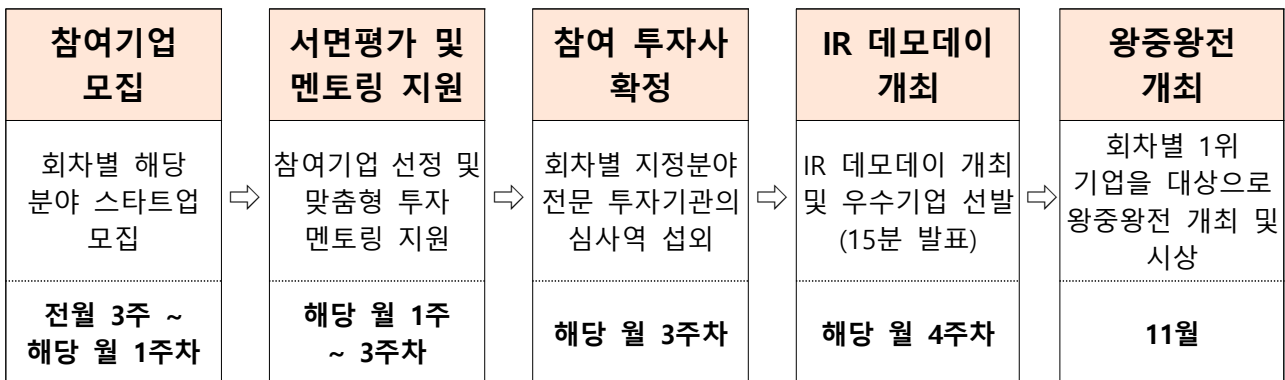 참여기업
모집
회차별 해당
분야 스타트업
모집
전월 3주 ~
해당 월 1주차
서면평가 및
멘토링 지원
참여기업 선정 및
맞춤형 투자
멘토링 지원
해당 월 1주
~ 3주차
참여 투자사
확정
회차별 지정분야
전문 투자기관의
심사역 섭외
해당 월 3주차
IR 데모데이
개최
IR 데모데이 개최
및 우수기업 선발
(15분 발표)
해당 월 4주차
왕중왕전
개최
회차별 1위
기업을 대상으로
왕중왕전 개최 및
시상
11월